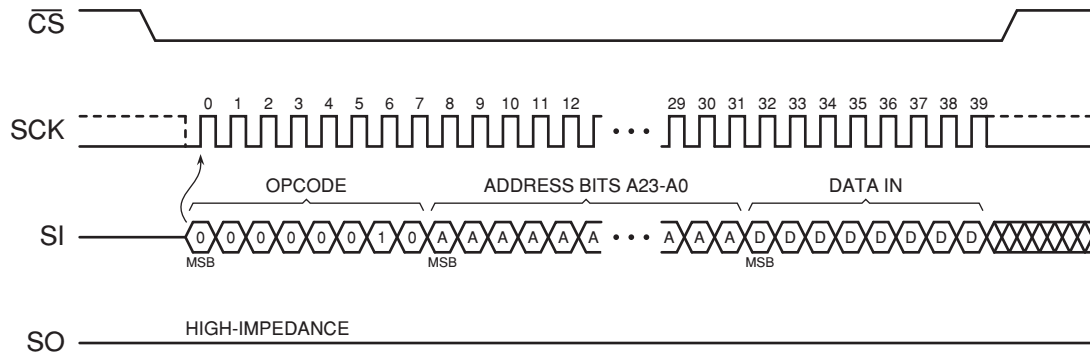 CS
0 1 2 3 4 5 6 7 8 9 10 11 12 29 30 31 32 33 34 35 36 37 38 39
SCK
OPCODE ADDRESS BITS A23-A0 DATA IN
SI 0 0 0 0 0 0 1 0 A A A A A A A A A D D D D D D D D
MSB MSB MSB
HIGH-IMPEDANCE
SO